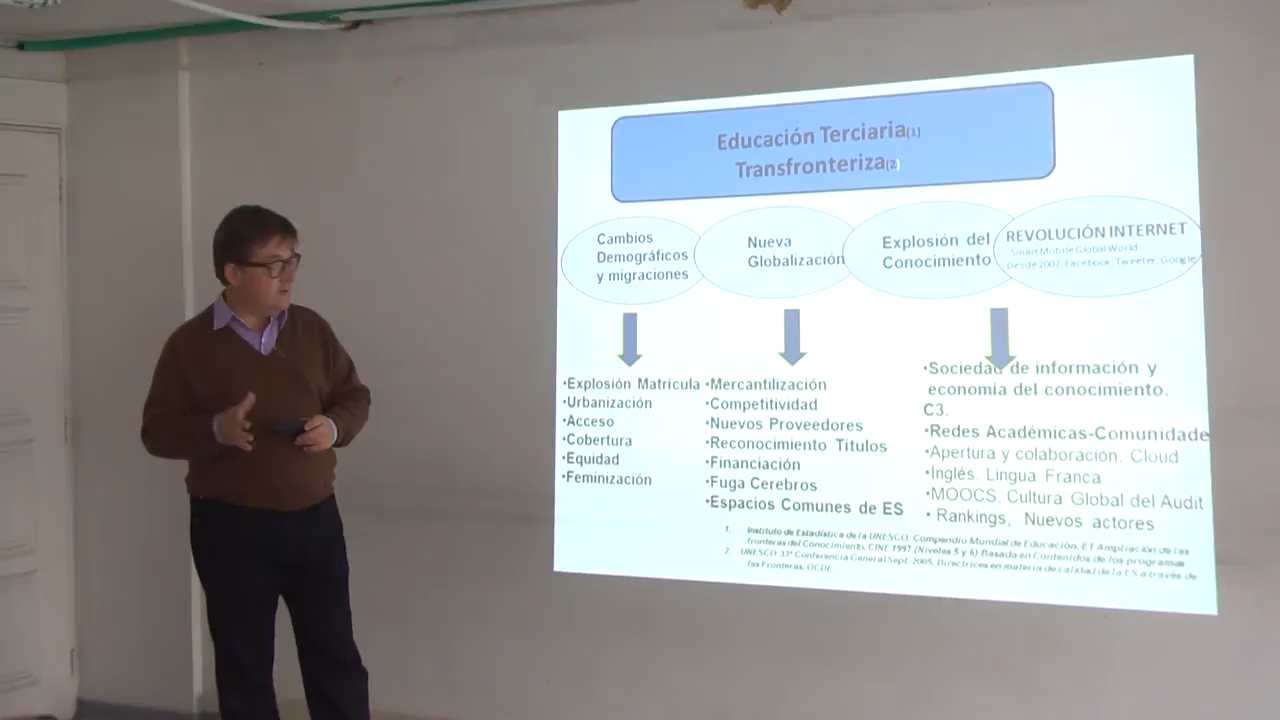 Educación Terciaria(1)
Transfronteriza(2)
Cambios
Demográficos
y migraciones
Nueva
Globalización
Explosión del
Conocimiento
REVOLUCIÓN INTERNET
Smart Mobile Global World
Desde 2007. Facebook, Tweeter, Google
•Explosión Matrícula
•Urbanización
•Acceso
•Cobertura
•Equidad
•Feminización
•Mercantilización
•Competitividad
•Nuevos Proveedores
•Reconocimiento Títulos
•Financiación
•Fuga Cerebros
•Espacios Comunes de ES
•Sociedad de información y
economía del conocimiento.
C3.
•Redes Académicas-Comunidade
•Apertura y colaboración. Cloud
•Inglés. Lingua Franca
•MOOCS. Cultura Global del Audit
• Rankings, Nuevos actores
1. Instituto de Estadística de la UNESCO. Compendio Mundial de Educación. ET Ampliación de las
fronteras del Conocimiento. CINE 1997 (Niveles 5 y 6) Basada en Contenidos de los programas
2. UNESCO 33ª Conferencia General Sept. 2005. Directrices en materia de calidad de la ES a través de
las Fronteras. OCDE